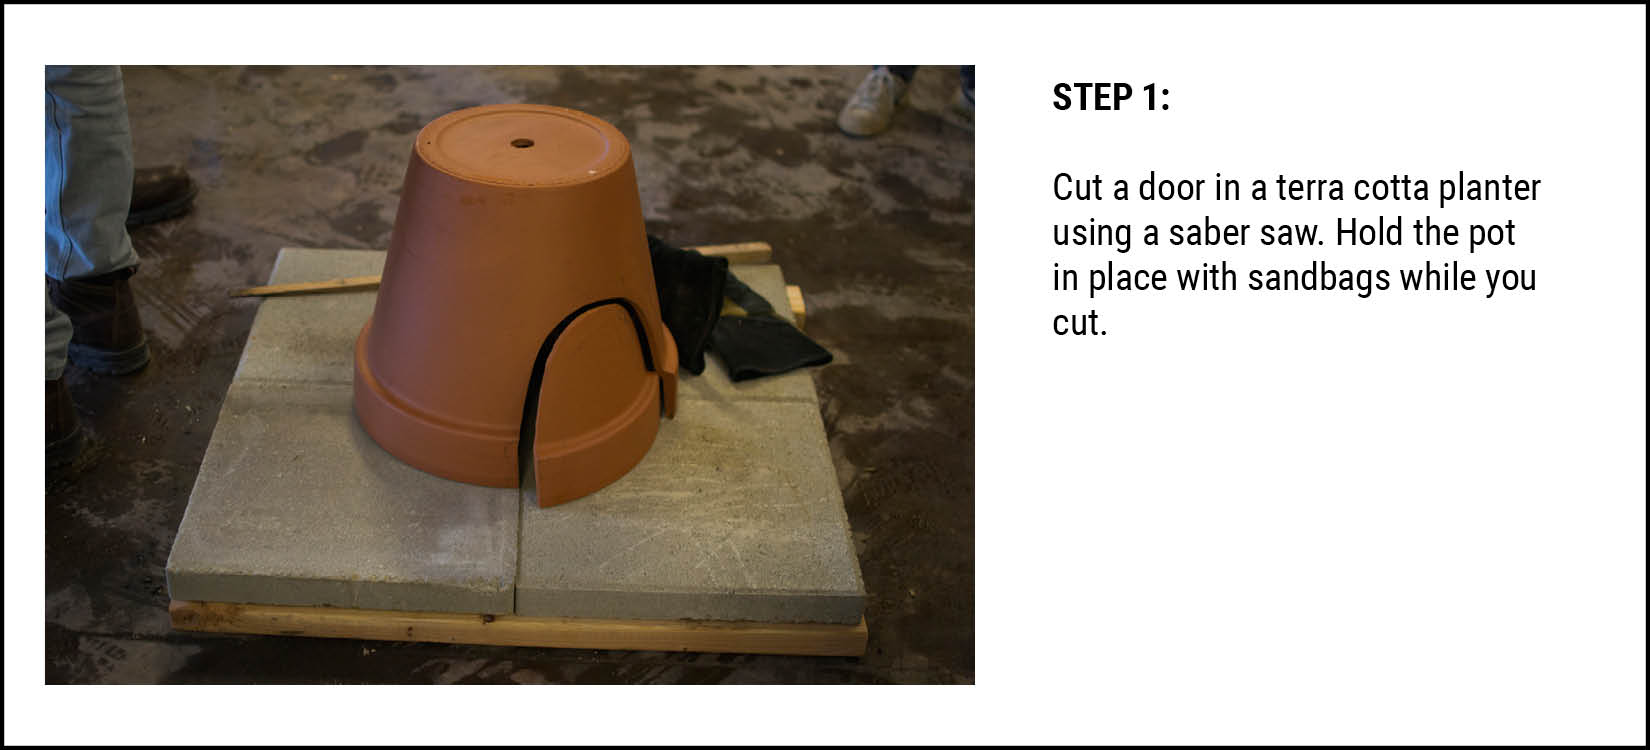 STEP 1:
Cut a door in a terra cotta planter
using a saber saw. Hold the pot
in place with sandbags while you
cut.